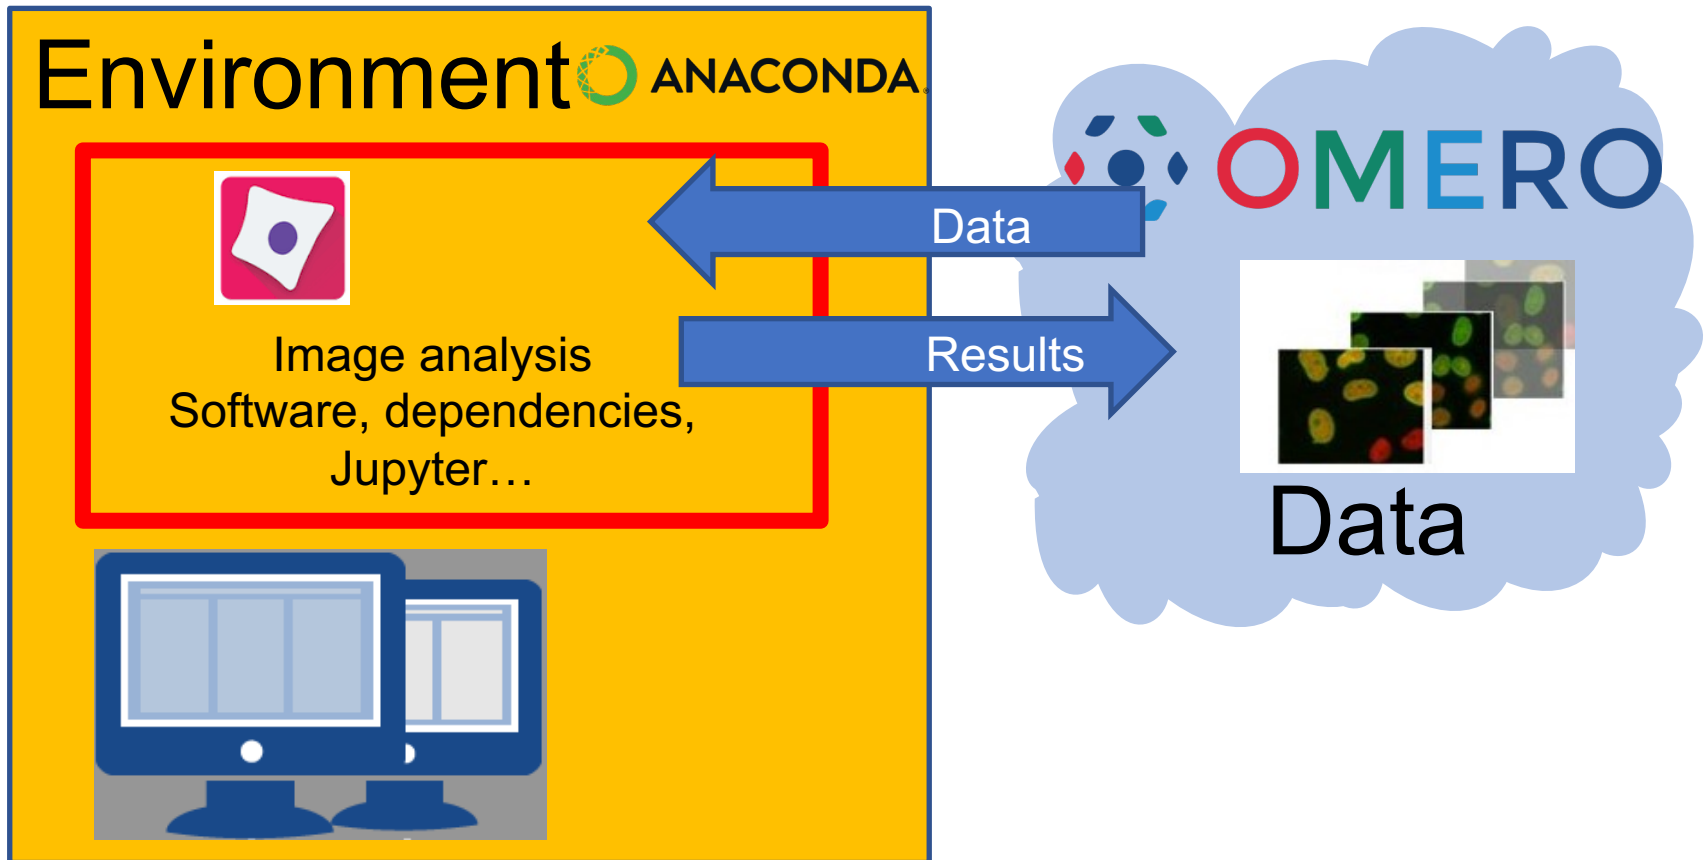 Environment
ANACONDA®
OMERO
Data
Image analysis
Software, dependencies,
Jupyter…
Results
Data